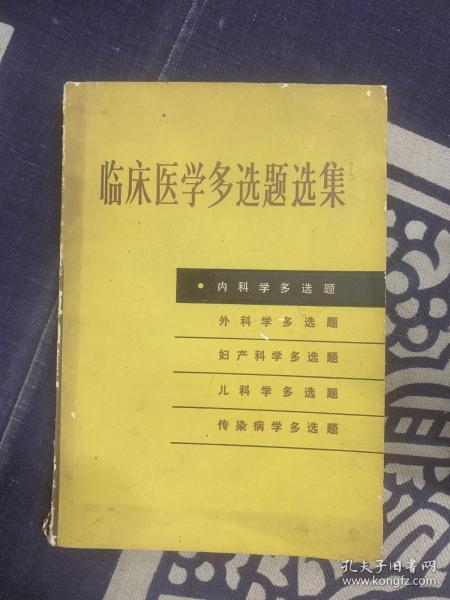 临床医学多选题选集
• 内科学多选题
外科学多选题
妇产科学多选题
儿科学多选题
传染病学多选题
孔夫子旧书网
www.kongfz.com